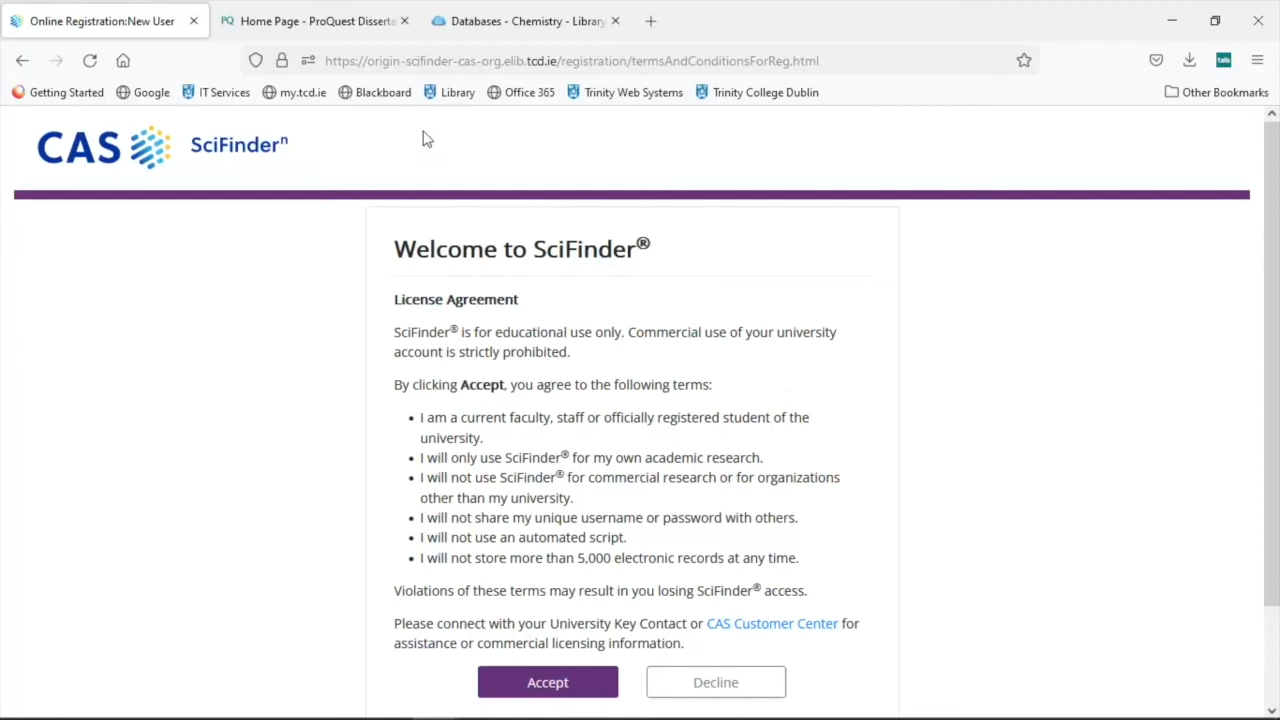 Online Registration:New User
Home Page - ProQuest Disserta
Databases - Chemistry - Library
https://origin-scifinder-cas-org.elib.tcd.ie/registration/termsAndConditionsForReg.html
talis
Getting Started
Google
IT Services
my.tcd.ie
Blackboard
Library
Office 365
Trinity Web Systems
Trinity College Dublin
Other Bookmarks
CAS SciFinderⁿ
Welcome to SciFinder®
License Agreement
SciFinder® is for educational use only. Commercial use of your university
account is strictly prohibited.
By clicking Accept, you agree to the following terms:
• I am a current faculty, staff or officially registered student of the
university.
• I will only use SciFinder® for my own academic research.
• I will not use SciFinder® for commercial research or for organizations
other than my university.
• I will not share my unique username or password with others.
• I will not use an automated script.
• I will not store more than 5,000 electronic records at any time.
Violations of these terms may result in you losing SciFinder® access.
Please connect with your University Key Contact or CAS Customer Center for
assistance or commercial licensing information.
Accept
Decline